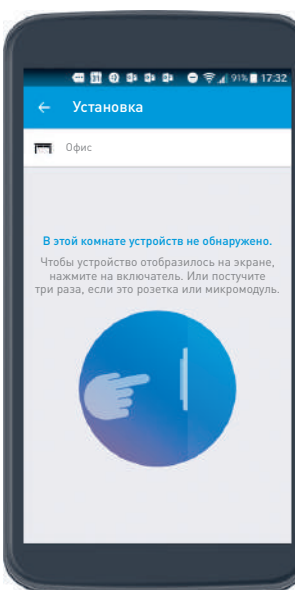 91% 17:32
Установка
Офис
В этой комнате устройств не обнаружено.
Чтобы устройство отобразилось на экране,
нажмите на включатель. Или постучите
три раза, если это розетка или микромодуль.